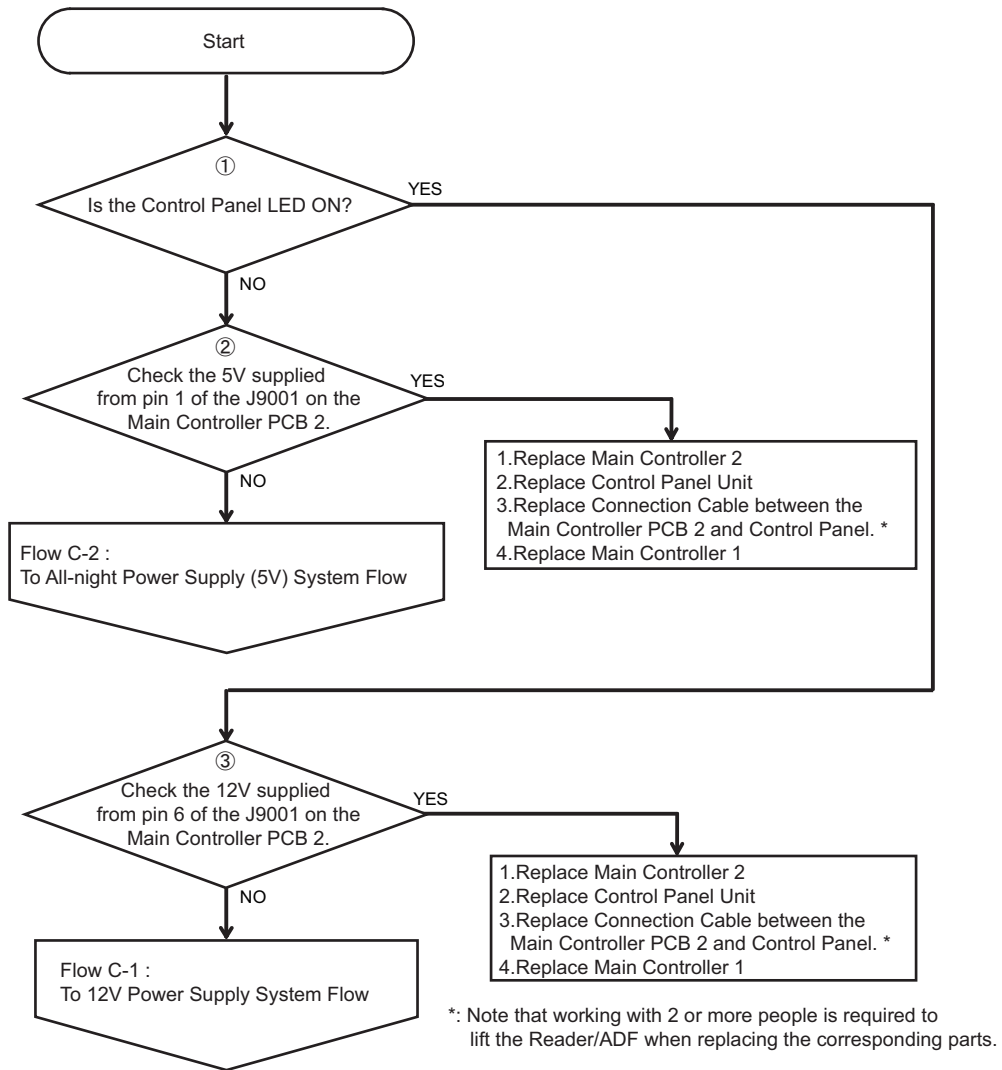 Start
①
Is the Control Panel LED ON?
YES
NO
②
Check the 5V supplied
from pin 1 of the J9001 on the
Main Controller PCB 2.
YES
NO
1.Replace Main Controller 2
2.Replace Control Panel Unit
3.Replace Connection Cable between the
Main Controller PCB 2 and Control Panel. *
4.Replace Main Controller 1
Flow C-2 :
To All-night Power Supply (5V) System Flow
③
Check the 12V supplied
from pin 6 of the J9001 on the
Main Controller PCB 2.
YES
NO
1.Replace Main Controller 2
2.Replace Control Panel Unit
3.Replace Connection Cable between the
Main Controller PCB 2 and Control Panel. *
4.Replace Main Controller 1
Flow C-1 :
To 12V Power Supply System Flow
*: Note that working with 2 or more people is required to
lift the Reader/ADF when replacing the corresponding parts.